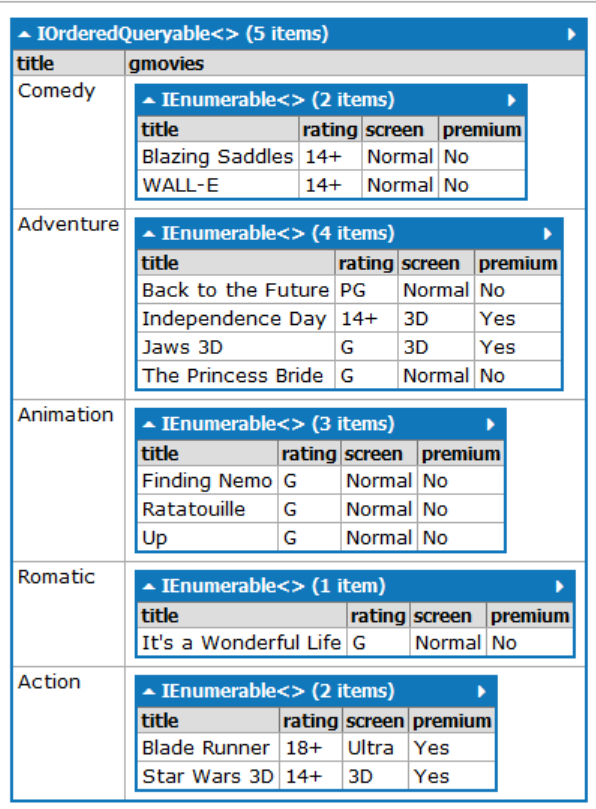 IOrderedQueryable<> (5 items)
title gmovies
Comedy
IEnumerable<> (2 items)
title rating screen premium
Blazing Saddles 14+ Normal No
WALL-E 14+ Normal No
Adventure
IEnumerable<> (4 items)
title rating screen premium
Back to the Future PG Normal No
Independence Day 14+ 3D Yes
Jaws 3D G 3D Yes
The Princess Bride G Normal No
Animation
IEnumerable<> (3 items)
title rating screen premium
Finding Nemo G Normal No
Ratatouille G Normal No
Up G Normal No
Romatic
IEnumerable<> (1 item)
title rating screen premium
It's a Wonderful Life G Normal No
Action
IEnumerable<> (2 items)
title rating screen premium
Blade Runner 18+ Ultra Yes
Star Wars 3D 14+ 3D Yes